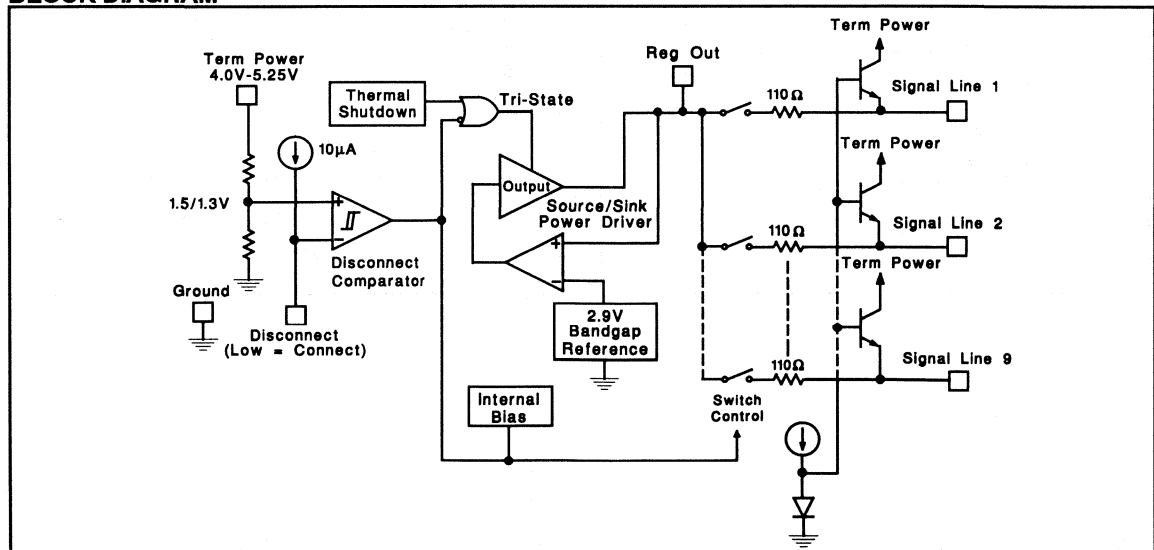 BLOCK DIAGRAM
Term Power
4.0V-5.25V
10µA
1.5/1.3V
Ground
Disconnect
(Low = Connect)
Disconnect
Comparator
Thermal
Shutdown
Tri-State
Output
Source/Sink
Power Driver
2.9V
Bandgap
Reference
Internal
Bias
Reg Out
110Ω
Term Power
Signal Line 1
110Ω
Term Power
Signal Line 2
110Ω
Term Power
Signal Line 9
Switch
Control
+
−
+
−